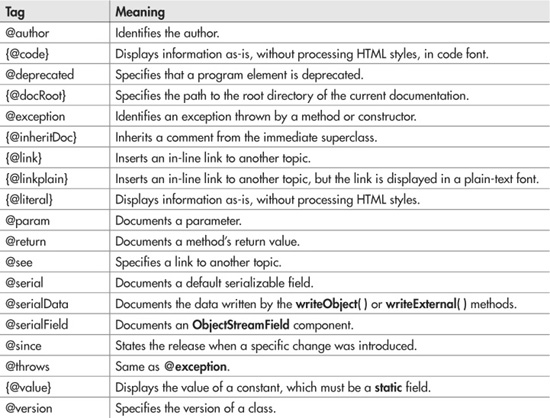 Tag Meaning
@author Identifies the author.
{@code} Displays information as-is, without processing HTML styles, in code font.
@deprecated Specifies that a program element is deprecated.
{@docRoot} Specifies the path to the root directory of the current documentation.
@exception Identifies an exception thrown by a method or constructor.
{@inheritDoc} Inherits a comment from the immediate superclass.
{@link} Inserts an in-line link to another topic.
{@linkplain} Inserts an in-line link to another topic, but the link is displayed in a plain-text font.
{@literal} Displays information as-is, without processing HTML styles.
@param Documents a parameter.
@return Documents a method's return value.
@see Specifies a link to another topic.
@serial Documents a default serializable field.
@serialData Documents the data written by the writeObject( ) or writeExternal( ) methods.
@serialField Documents an ObjectStreamField component.
@since States the release when a specific change was introduced.
@throws Same as @exception.
{@value} Displays the value of a constant, which must be a static field.
@version Specifies the version of a class.